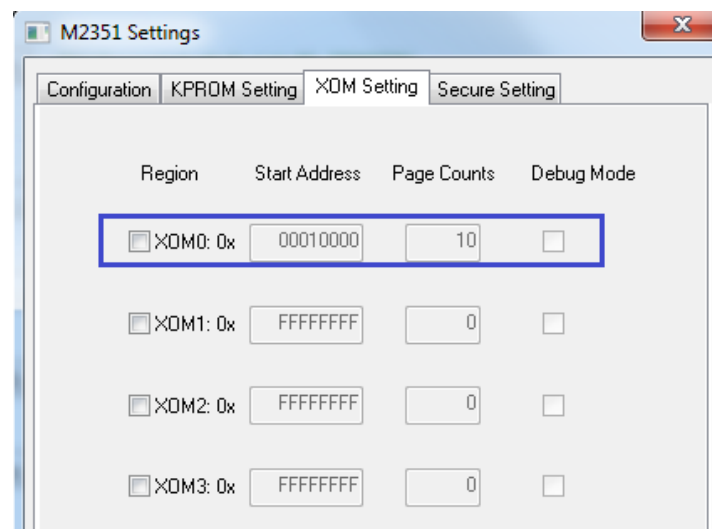 M2351 Settings
Configuration KPROM Setting XOM Setting Secure Setting
Region Start Address Page Counts Debug Mode
XOM0: 0x 00010000 10
XOM1: 0x FFFFFFFF 0
XOM2: 0x FFFFFFFF 0
XOM3: 0x FFFFFFFF 0